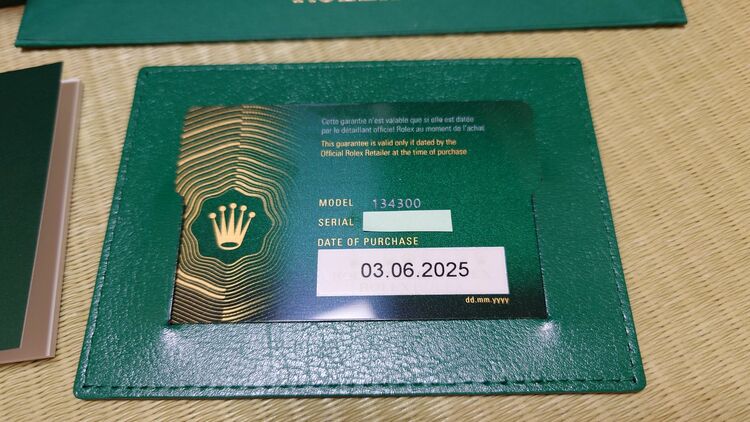 ROLEX
Cette garantie n'est valable que si elle est datée
par le détaillant officiel Rolex au moment de l'achat
This guarantee is valid only if dated by the
Official Rolex Retailer at the time of purchase
MODEL 134300
SERIAL
DATE OF PURCHASE
03.06.2025
dd.mm.yyyy